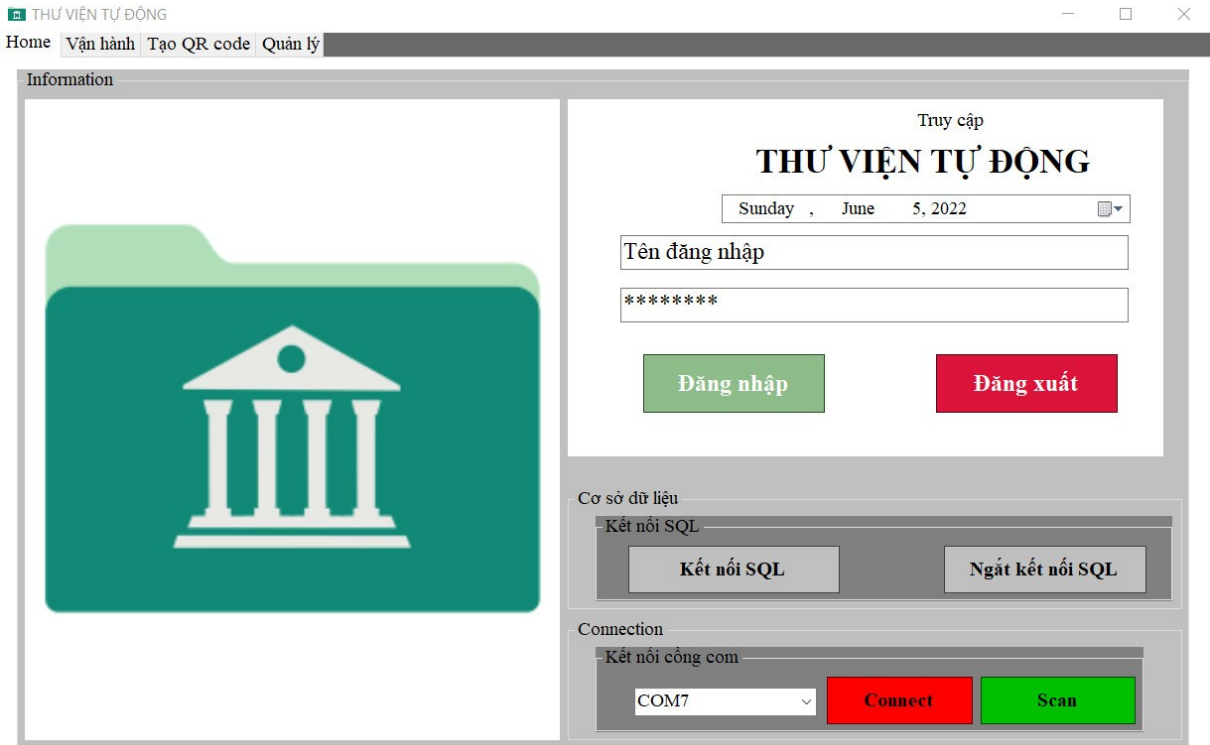 THƯ VIỆN TỰ ĐỘNG
Home Vận hành Tạo QR code Quản lý
Information
Truy cập
THƯ VIỆN TỰ ĐỘNG
Sunday , June 5, 2022
Tên đăng nhập
********
Đăng nhập Đăng xuất
Cơ sở dữ liệu
Kết nối SQL
Kết nối SQL Ngắt kết nối SQL
Connection
Kết nối cổng com
COM7 Connect Scan